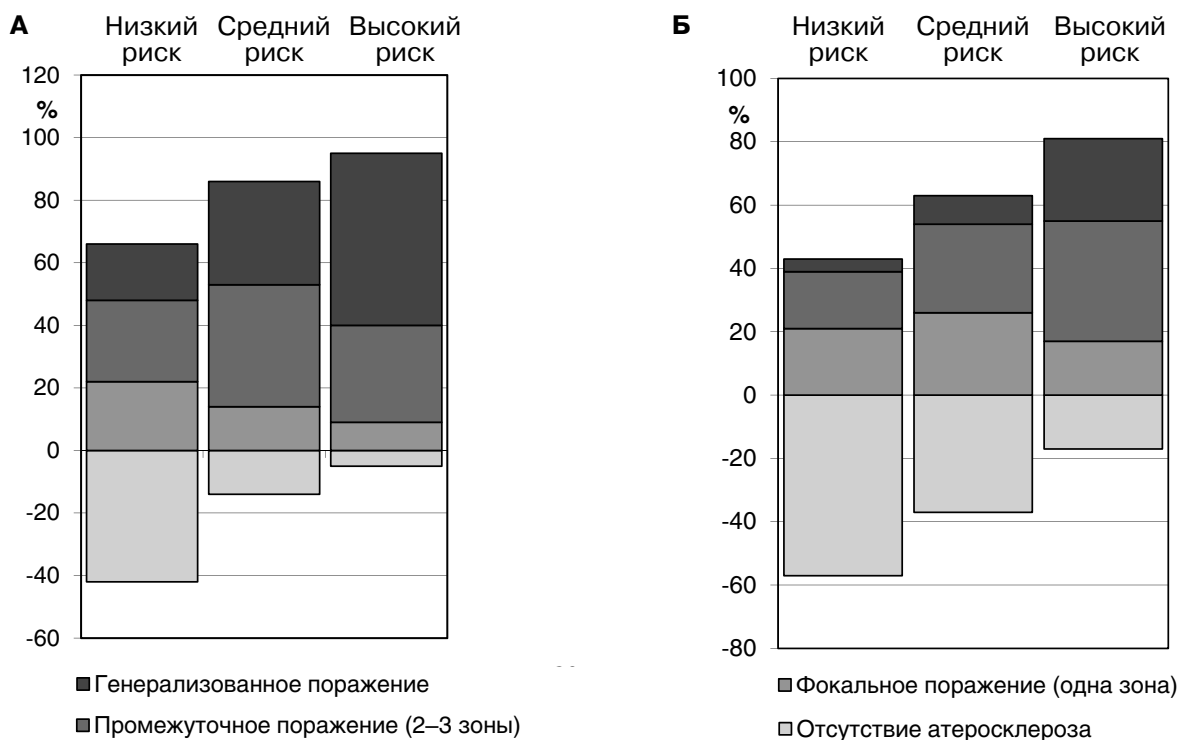 А
Низкий риск
Средний риск
Высокий риск
120
%
100
80
60
40
20
0
-20
-40
-60
Б
Низкий риск
Средний риск
Высокий риск
100
%
80
60
40
20
0
-20
-40
-60
-80
Генерализованное поражение
Промежуточное поражение (2–3 зоны)
Фокальное поражение (одна зона)
Отсутствие атеросклероза